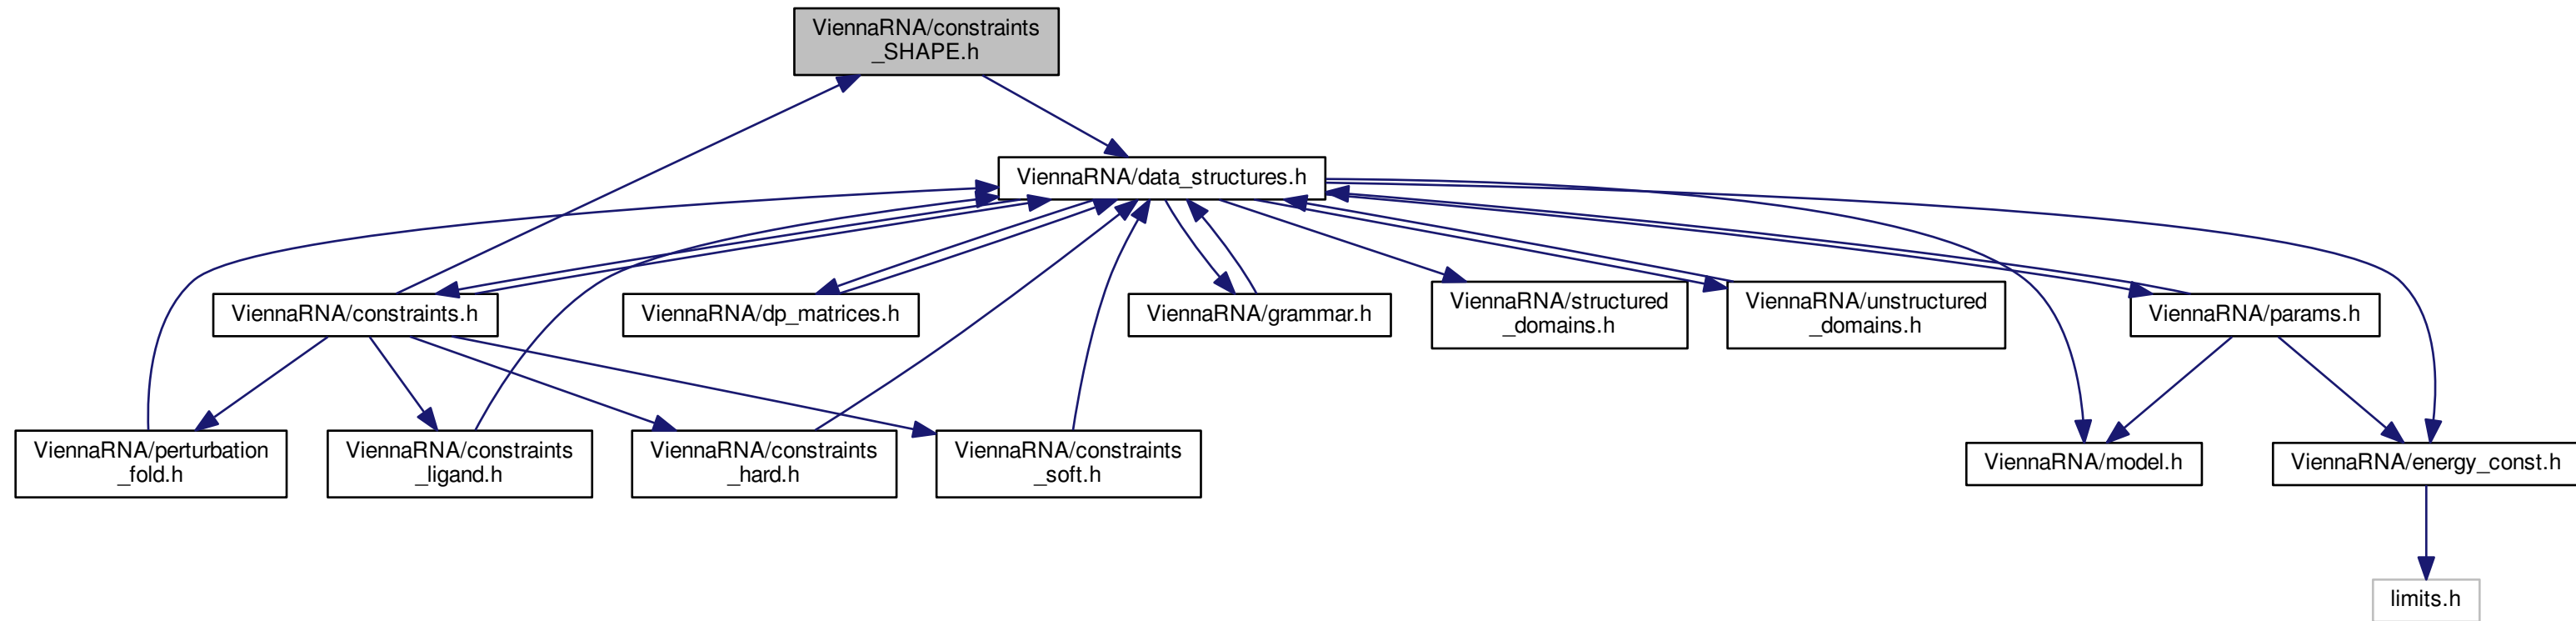 ViennaRNA/constraints
_SHAPE.h
ViennaRNA/data_structures.h
ViennaRNA/constraints.h
ViennaRNA/dp_matrices.h
ViennaRNA/grammar.h
ViennaRNA/structured
_domains.h
ViennaRNA/unstructured
_domains.h
ViennaRNA/params.h
ViennaRNA/perturbation
_fold.h
ViennaRNA/constraints
_ligand.h
ViennaRNA/constraints
_hard.h
ViennaRNA/constraints
_soft.h
ViennaRNA/model.h
ViennaRNA/energy_const.h
limits.h